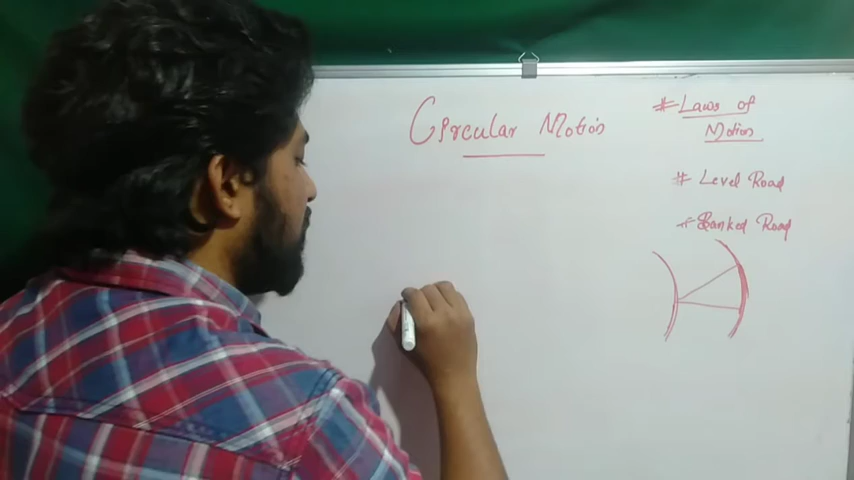 Circular Motion
# Laws of
Motion
# Level Road
* Banked Road